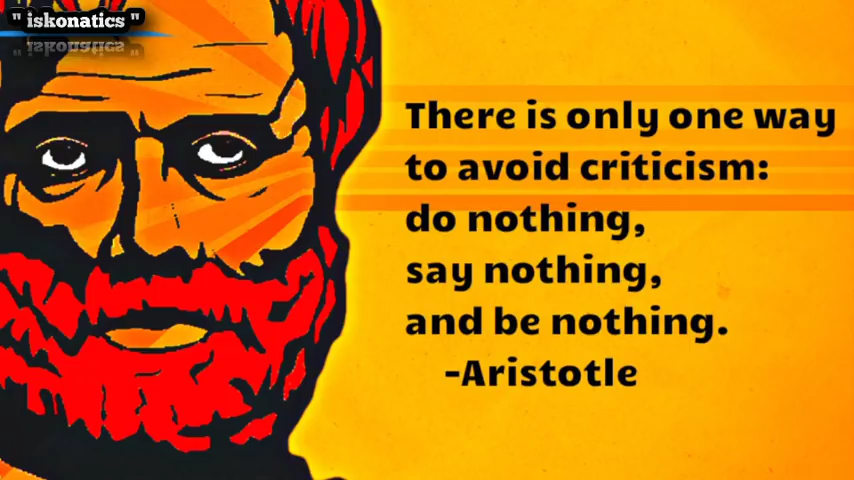 " iskonatics "
There is only one way
to avoid criticism:
do nothing,
say nothing,
and be nothing.
-Aristotle